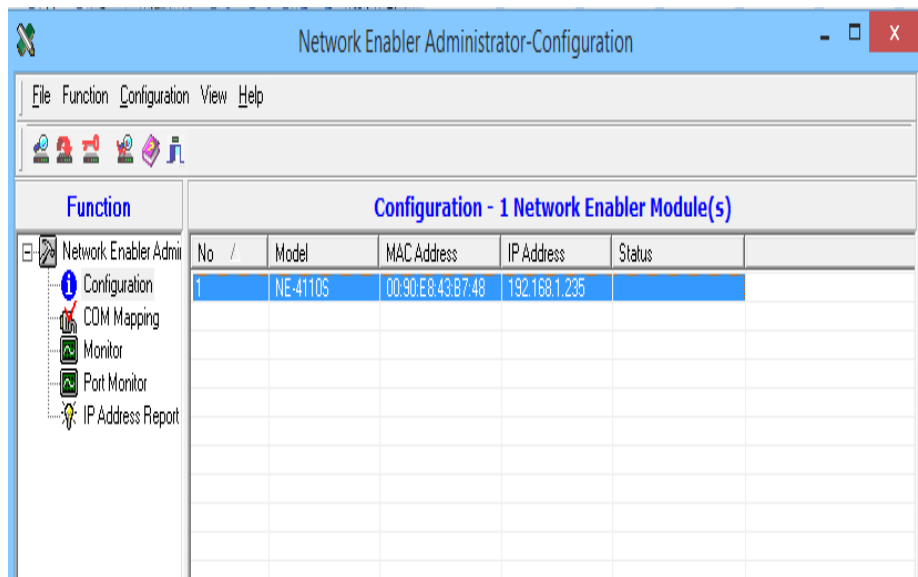 Network Enabler Administrator-Configuration
File Function Configuration View Help
Function
Configuration - 1 Network Enabler Module(s)
Network Enabler Admi
No / Model MAC Address IP Address Status
Configuration
1 NE-4110S 00:90:E8:43:B7:48 192.168.1.235
COM Mapping
Monitor
Port Monitor
IP Address Report